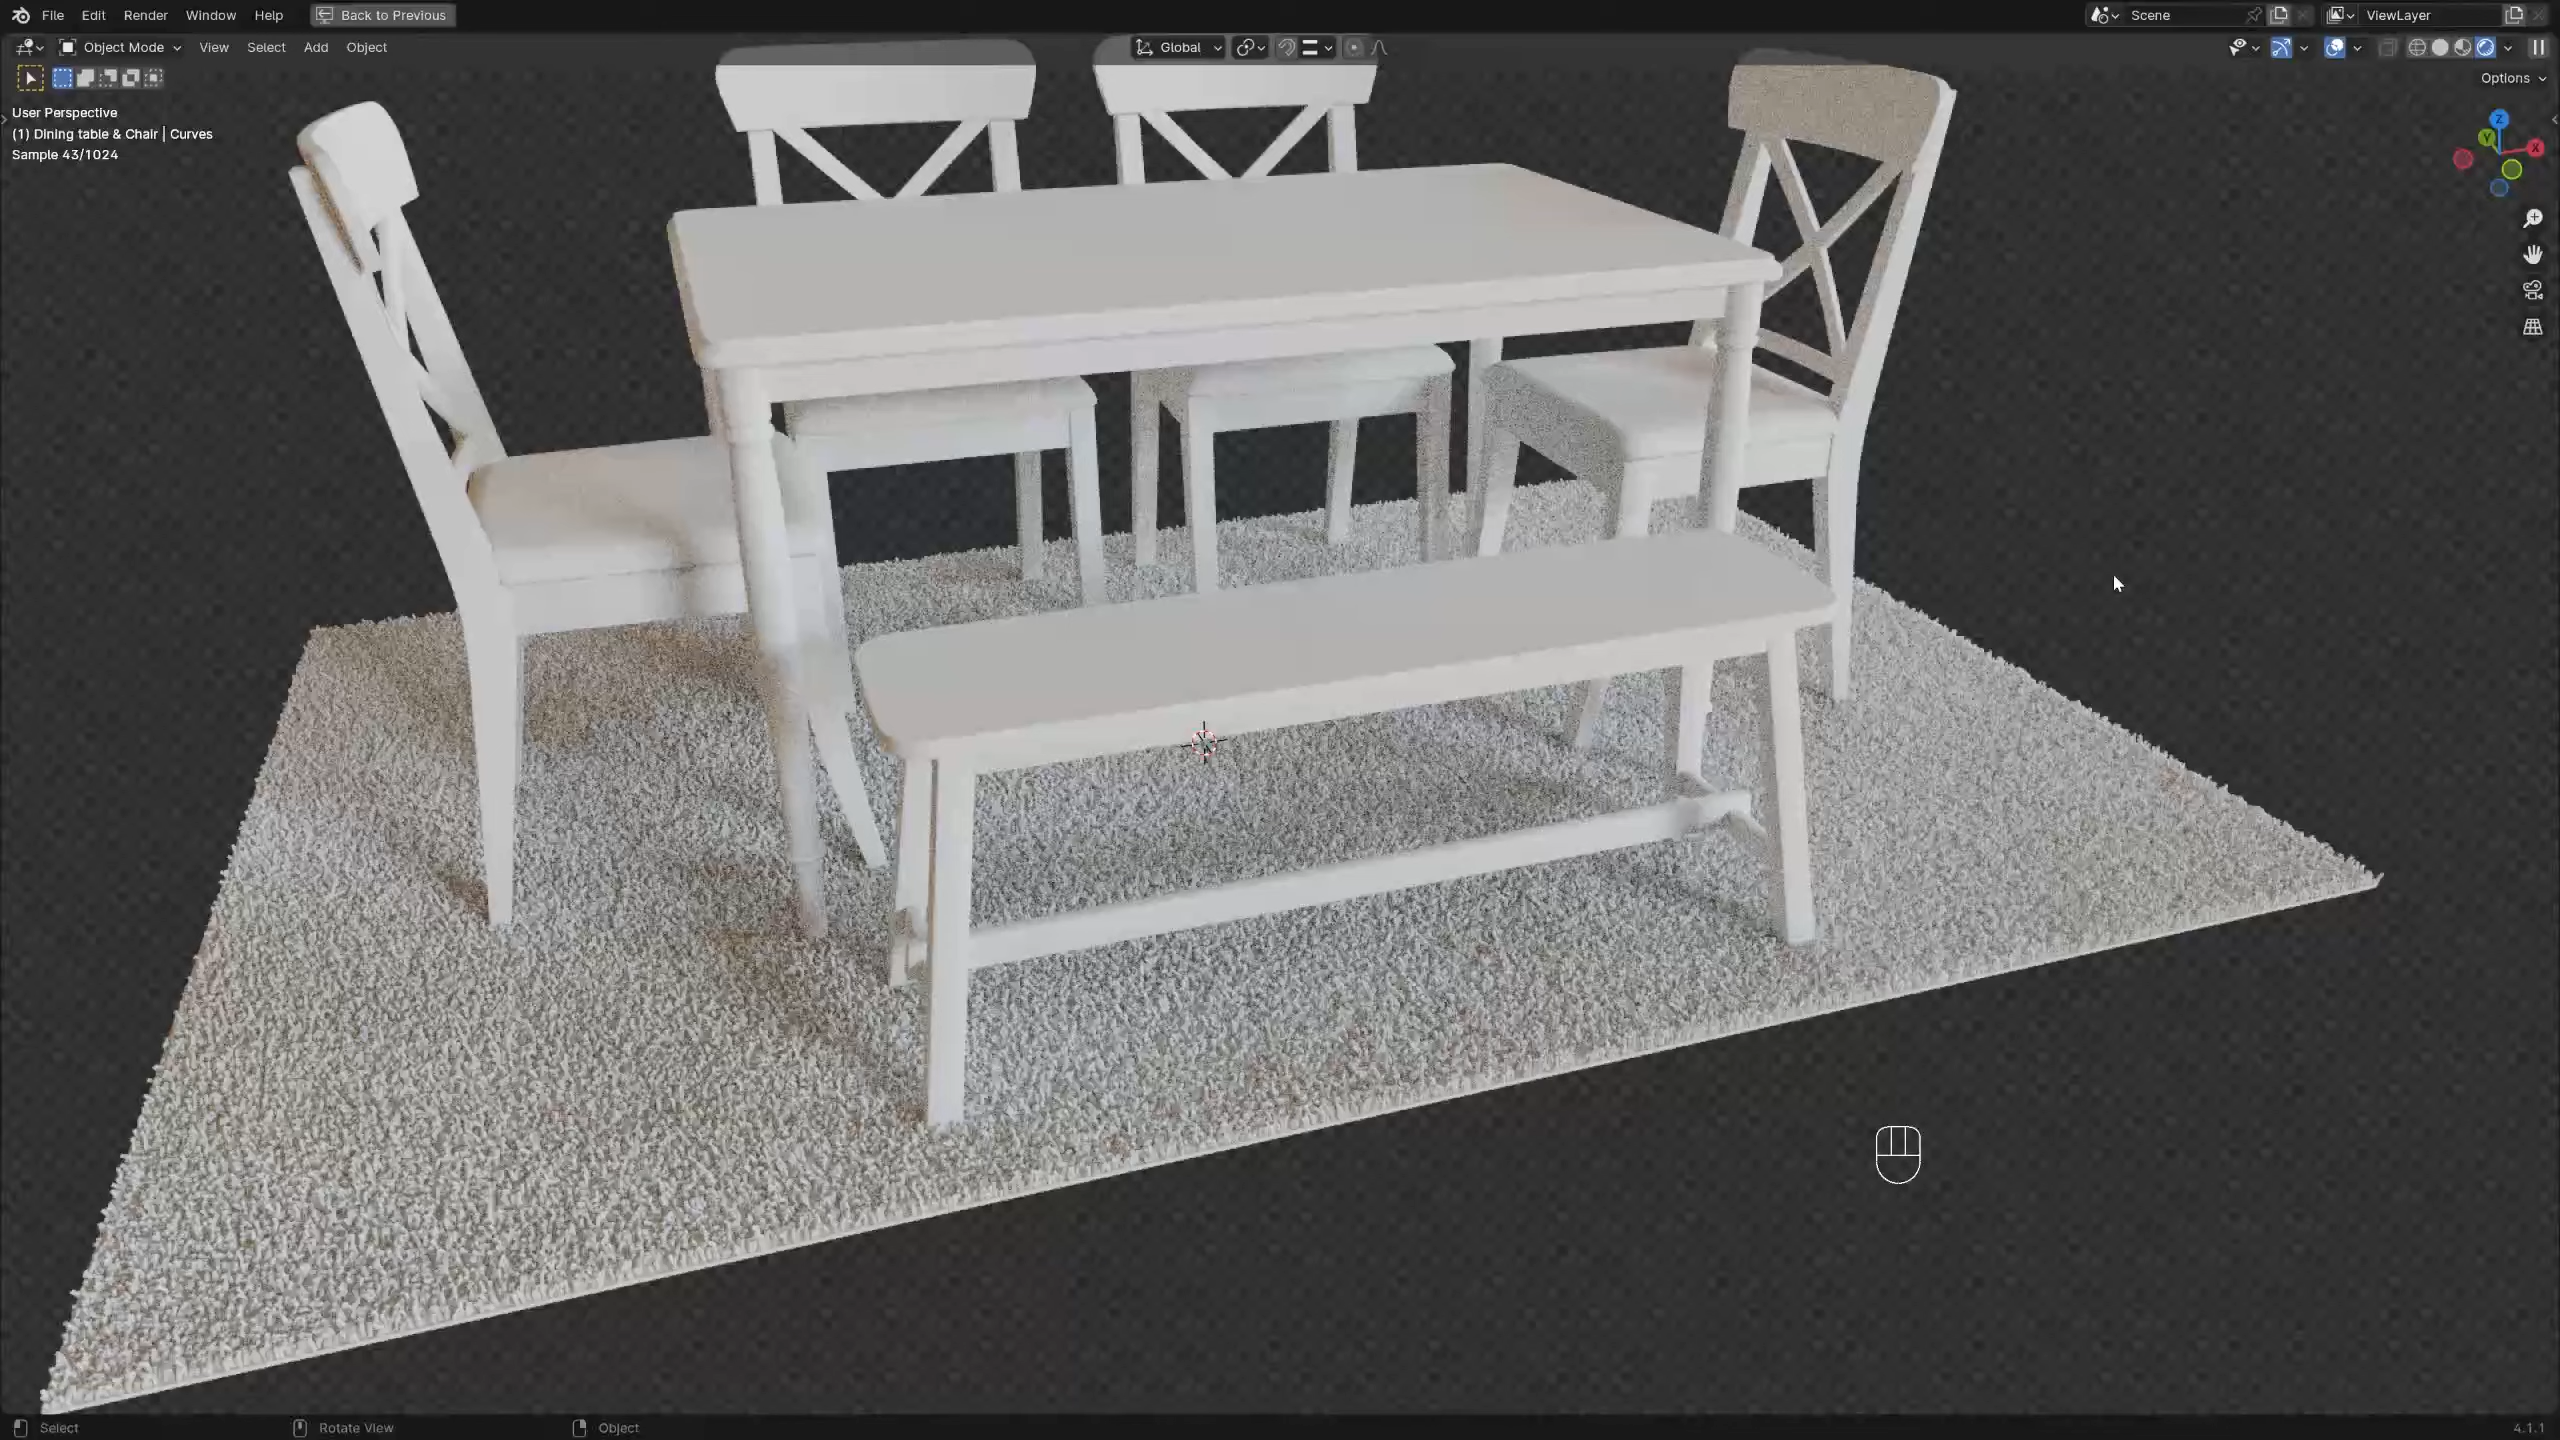 File Edit Render Window Help Back to Previous Scene ViewLayer
Object Mode View Select Add Object Global
Options
User Perspective
(1) Dining table & Chair | Curves
Sample 43/1024
Z
Y
X
Select Rotate View Object 4.1.1